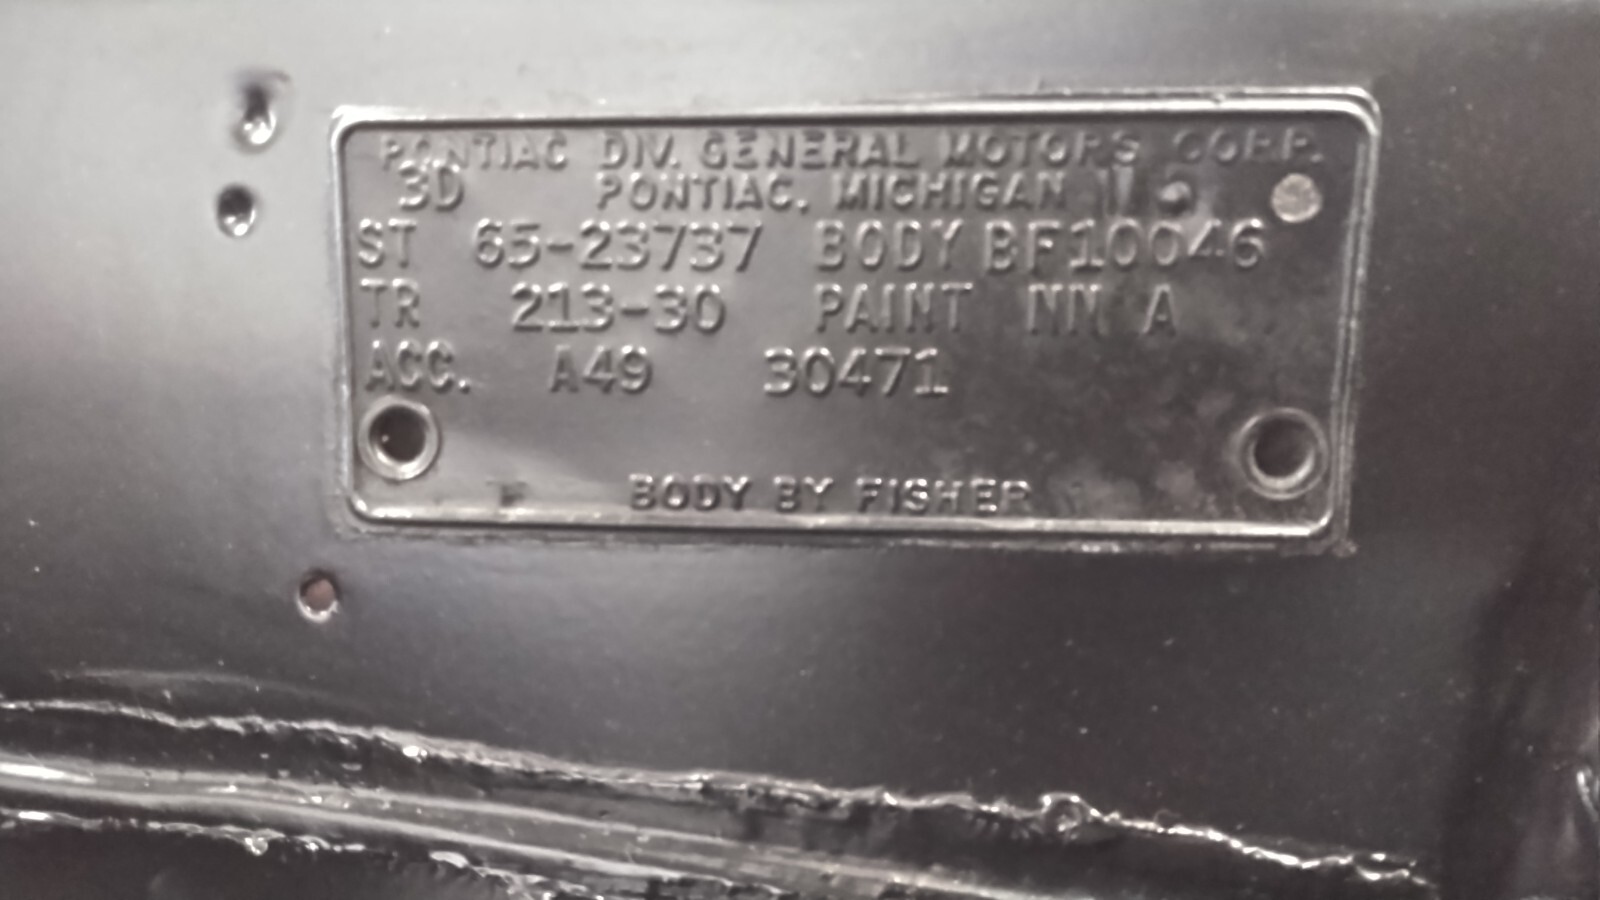 PONTIAC DIV. GENERAL MOTORS CORP.
3D PONTIAC, MICHIGAN
ST 65-23737 BODY BF10046
TR 213-30 PAINT NN A
ACC. A49 30471
BODY BY FISHER